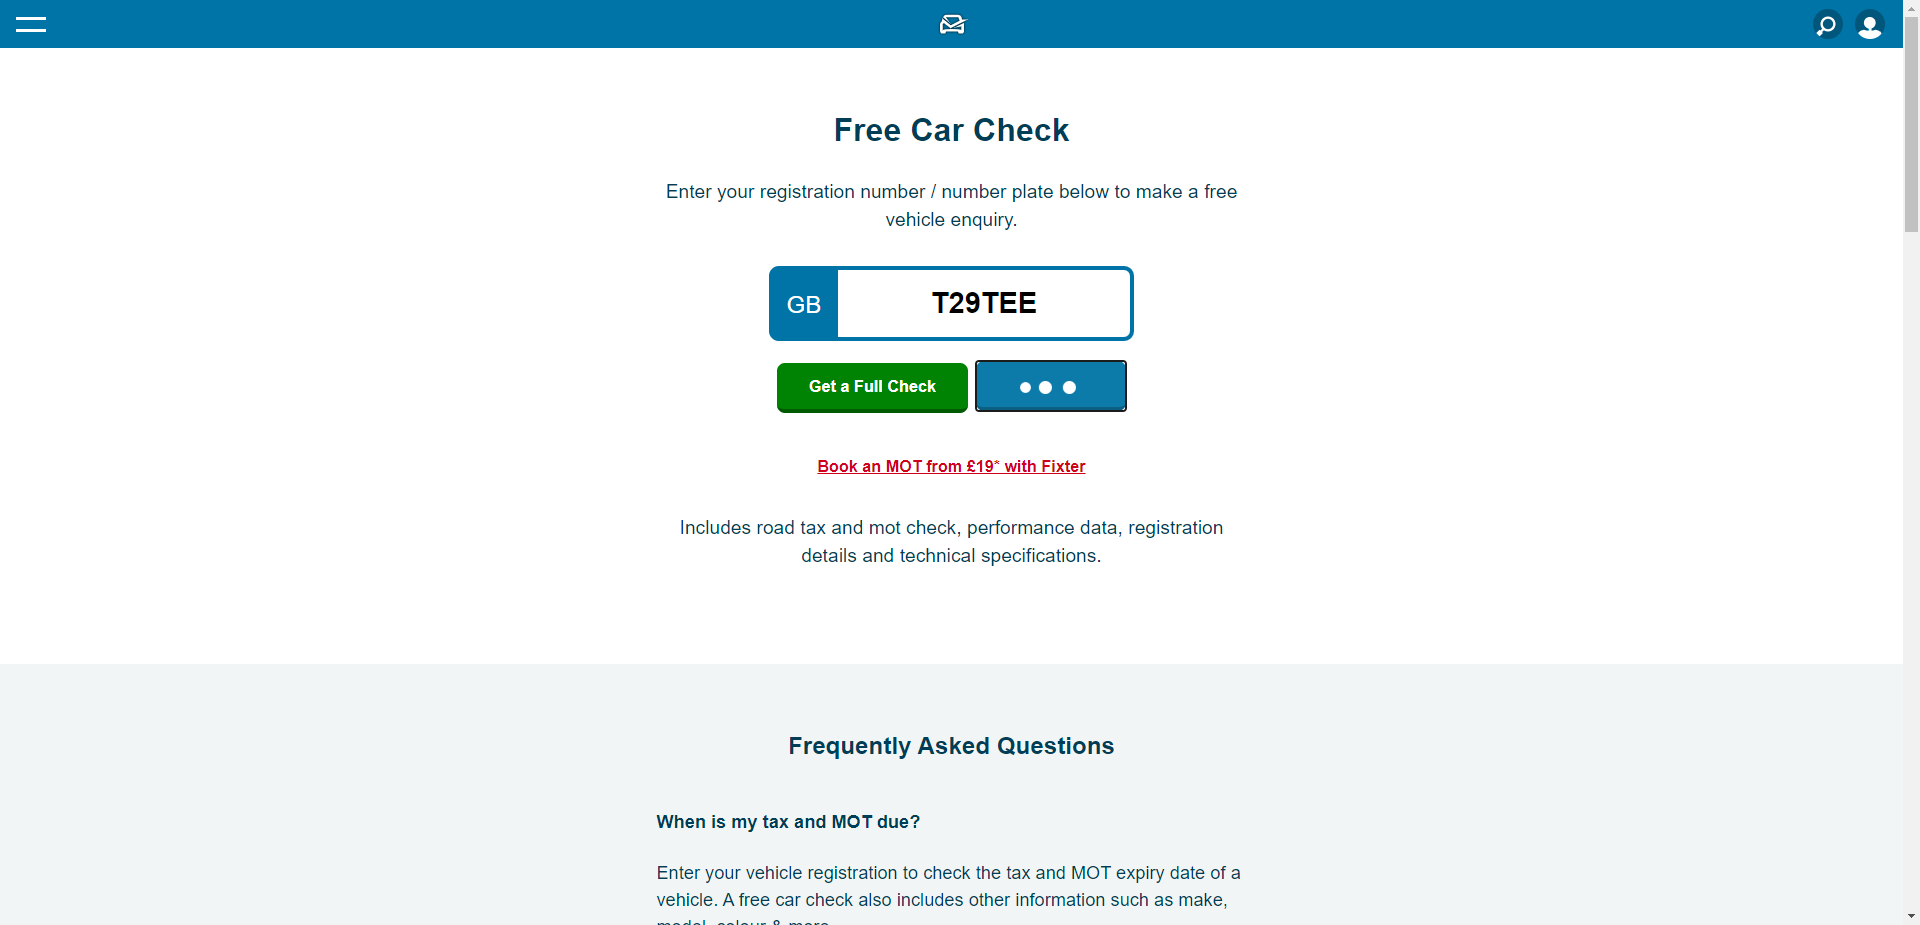 Free Car Check
Enter your registration number / number plate below to make a free
vehicle enquiry.
GB
T29TEE
Get a Full Check
Book an MOT from £19* with Fixter
Includes road tax and mot check, performance data, registration
details and technical specifications.
Frequently Asked Questions
When is my tax and MOT due?
Enter your vehicle registration to check the tax and MOT expiry date of a
vehicle. A free car check also includes other information such as make,
model, colour & more